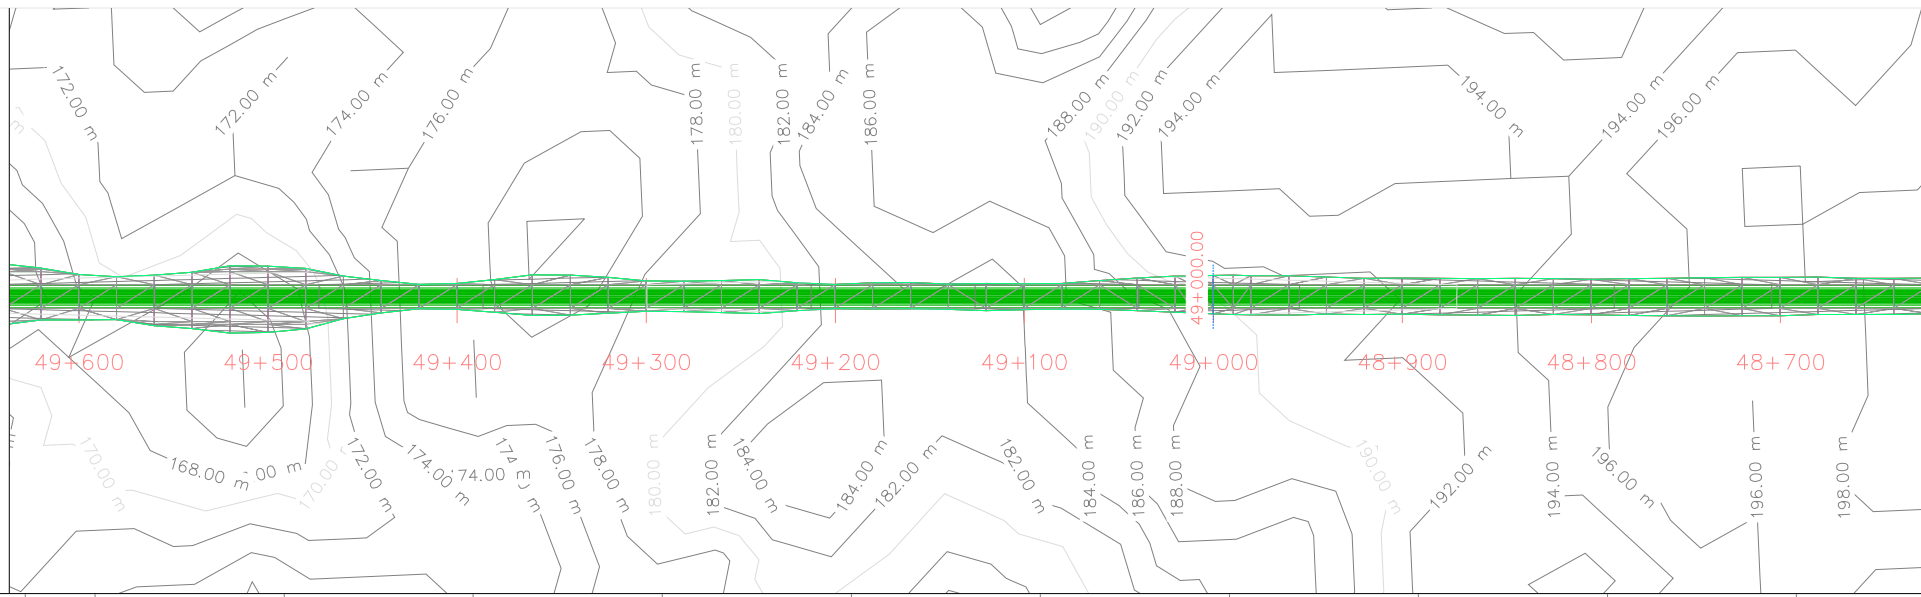 172.00 m
172.00 m
174.00 m
176.00 m
178.00 m
180.00 m
182.00 m
184.00 m
186.00 m
188.00 m
190.00 m
192.00 m
194.00 m
194.00 m
194.00 m
196.00 m
m
49+000.00
49+600
49+500
49+400
49+300
49+200
49+100
49+000
48+900
48+800
48+700
170.00 m
168.00 m
:00 m
170.00
172.00 m
174.00 m
174.00
174
m
176.00 m
178.00 m
180.00 m
182.00 m
184.00 m
184.00 m
182.00 m
182.00 m
184.00 m
186.00 m
188.00 m
190.00 m
192.00 m
194.00 m
196.00 m
196.00 m
198.00 m